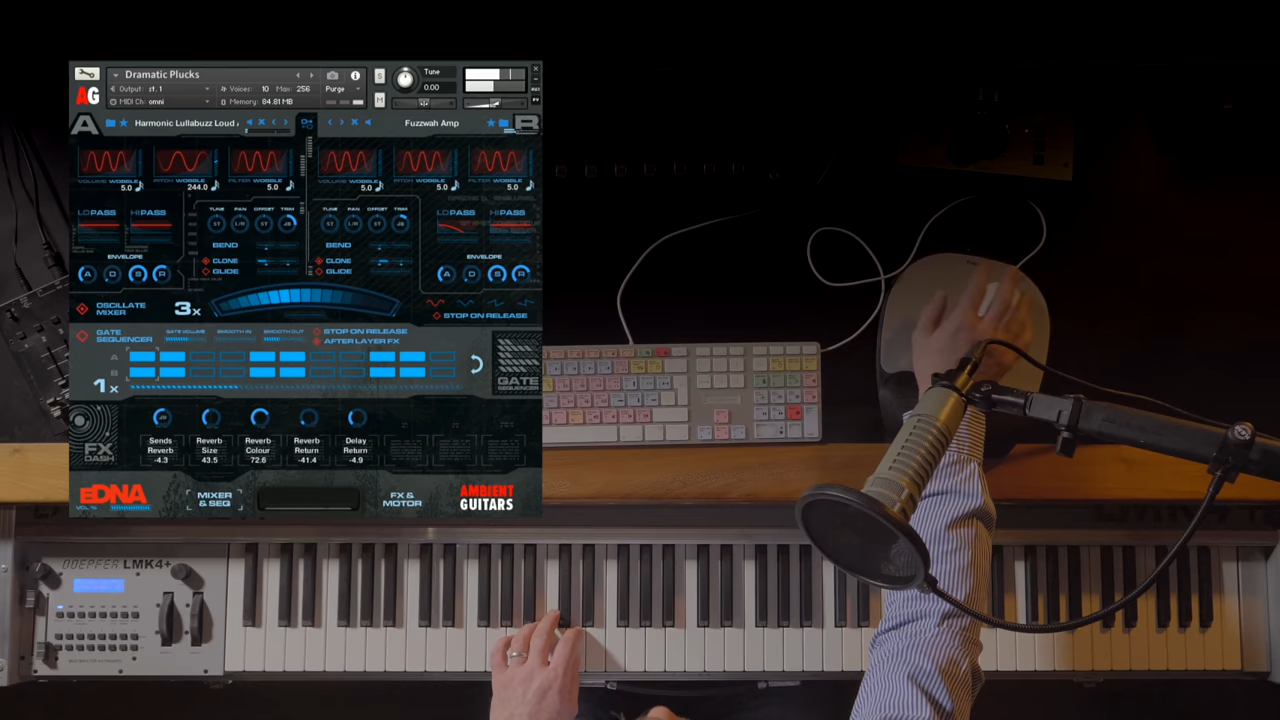 Dramatic Plucks
Tune
Output: st.1
Voices: 10 Max: 256
Purge
S
0.00
AG
MIDI Ch: omni
Memory: 84.81 MB
M
A
Harmonic Lullabuzz Loud
Fuzzwah Amp
B
VOLUME WOBBLE
PITCH WOBBLE
FILTER WOBBLE
VOLUME WOBBLE
PITCH WOBBLE
FILTER WOBBLE
5.0
244.0
5.0
5.0
5.0
5.0
LOPASS
HIPASS
TUNE PAN OFFSET TRIM
TUNE PAN OFFSET TRIM
LOPASS
HIPASS
ST L/R ST dB
ST L/R ST dB
BEND
BEND
ENVELOPE
CLONE
CLONE
ENVELOPE
A D S R
GLIDE
GLIDE
A D S R
OSCILLATE
MIXER
3x
STOP ON RELEASE
GATE
SEQUENCER
GATE VOLUME
SMOOTH IN
SMOOTH OUT
STOP ON RELEASE
AFTER LAYER FX
A
B
1x
GATE
SEQUENCER
FX
DASH
Sends
Reverb
-4.3
Reverb
Size
43.5
Reverb
Colour
72.6
Reverb
Return
-41.4
Delay
Return
-4.9
EDNA
MIXER
& SEQ
FX &
MOTOR
AMBIENT
GUITARS
DOEPFER LMK4+